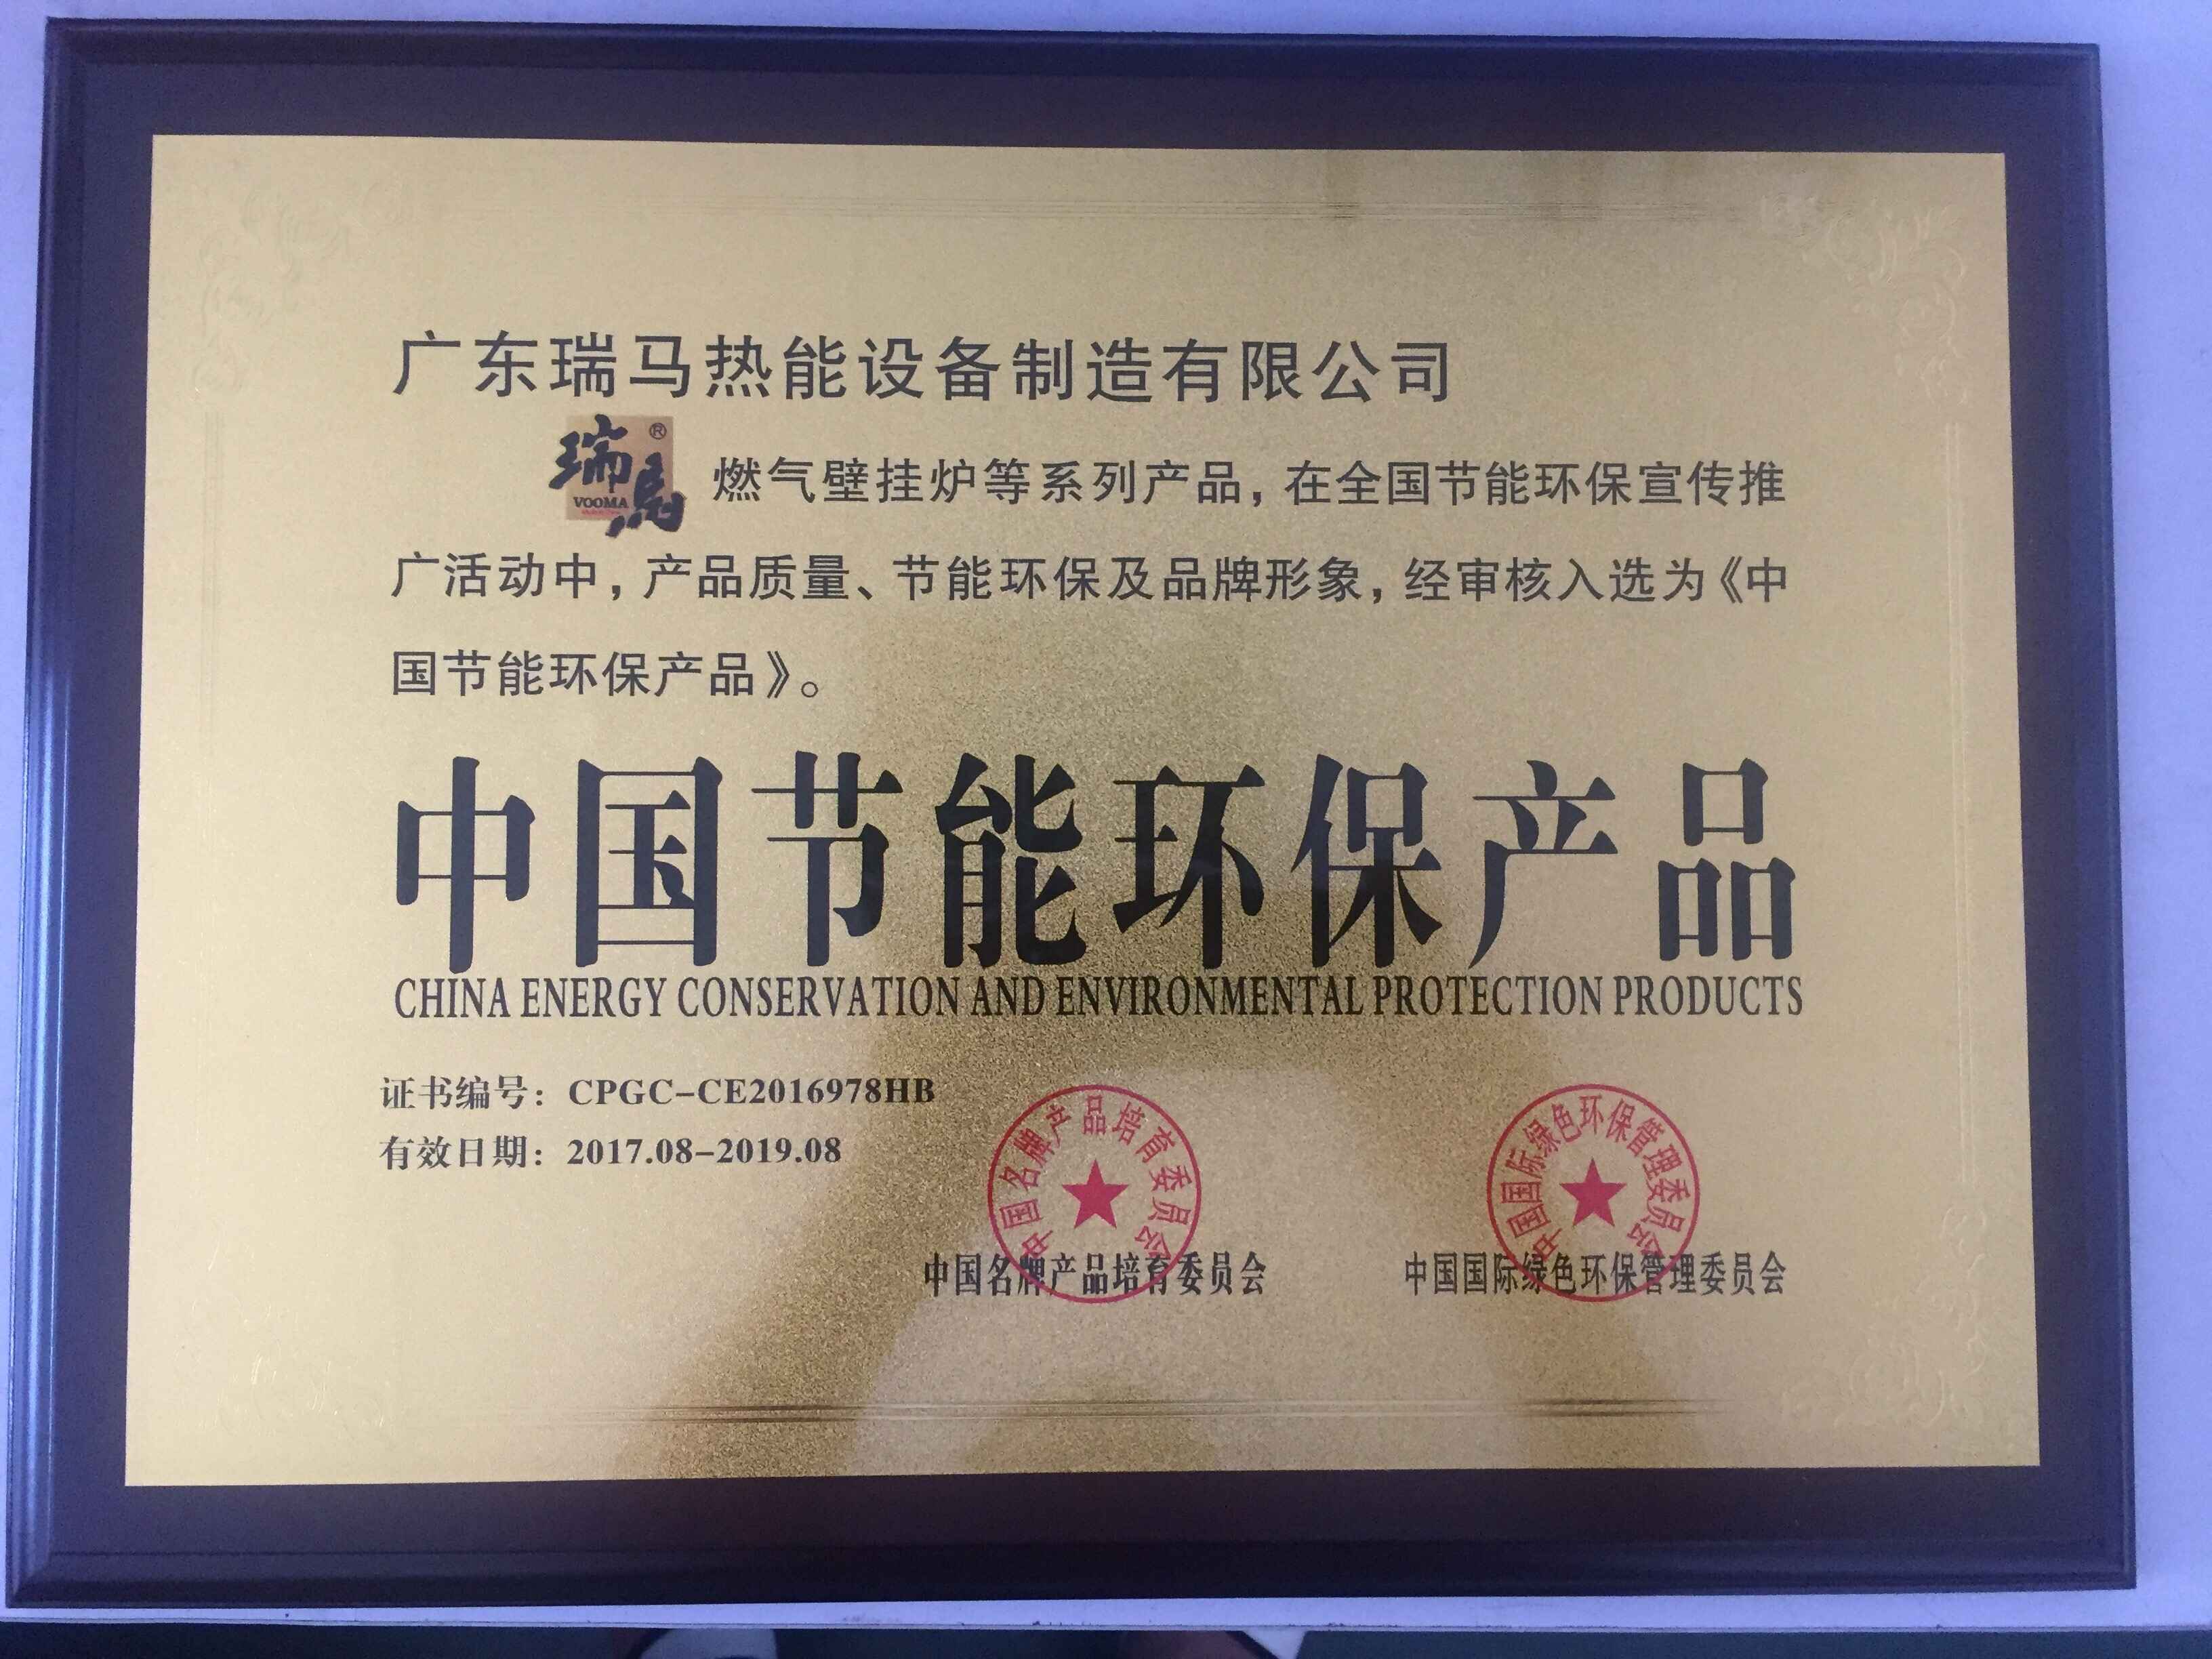 广东瑞马热能设备制造有限公司
瑞马® VOOMA 燃气壁挂炉等系列产品，在全国节能环保宣传推
广活动中，产品质量、节能环保及品牌形象，经审核入选为《中
国节能环保产品》。
中国节能环保产品
CHINA ENERGY CONSERVATION AND ENVIRONMENTAL PROTECTION PRODUCTS
证书编号：CPGC-CE2016978HB
有效日期：2017.08-2019.08
中国名牌产品培育委员会
中国国际绿色环保管理委员会
中国名牌产品培育委员会
中国国际绿色环保管理委员会